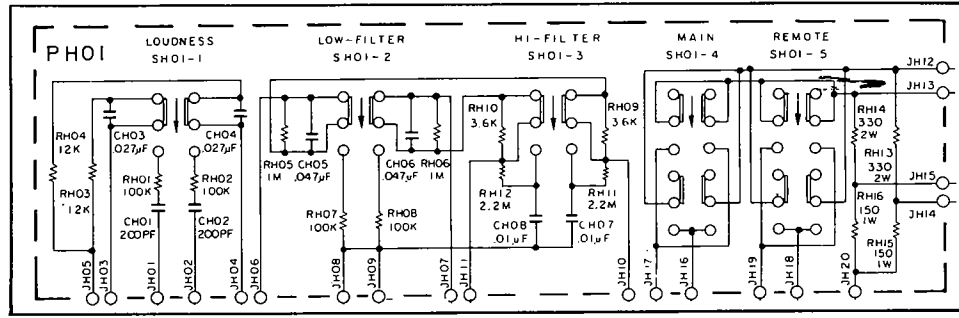 PH01
LOUDNESS
SH01-1
LOW-FILTER
SH01-2
HI-FILTER
SH01-3
MAIN
SH01-4
REMOTE
SH01-5
JH12
JH13
RH04
12K
RH03
12K
CH03
.027µF
CH04
.027µF
RH01
100K
RH02
100K
CH01
200PF
CH02
200PF
RH05
1M
CH05
.047µF
CH06
.047µF
RH06
1M
RH07
100K
RH08
100K
RH10
3.6K
RH09
3.6K
RH12
2.2M
RH11
2.2M
CH08
.01µF
CH07
.01µF
RH14
330
2W
RH13
330
2W
RH16
150
1W
RH15
150
1W
JH15
JH14
JH05
JH03
JH01
JH02
JH04
JH06
JH08
JH09
JH07
JH11
JH10
JH17
JH16
JH19
JH18
JH20